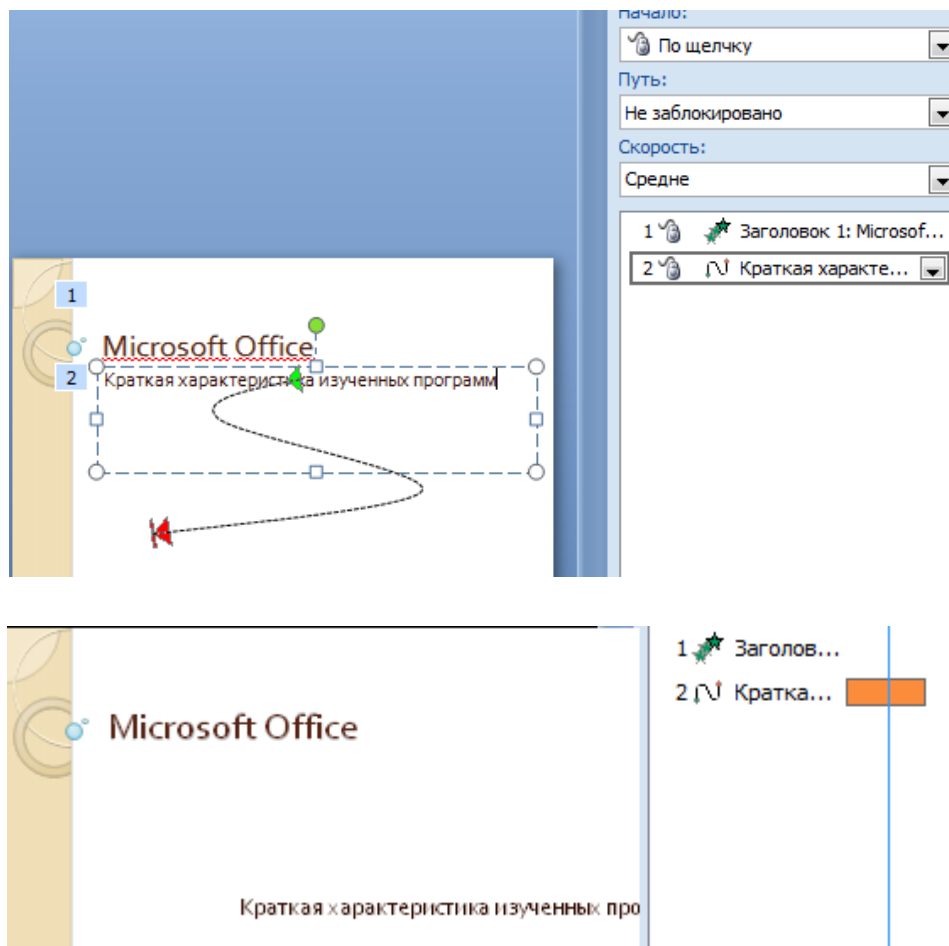 Начало:
По щелчку
Путь:
Не заблокировано
Скорость:
Средне
1 Заголовок 1: Microsof...
2 Краткая характе...
1
Microsoft Office
2
Краткая характеристика изученных программ
1 Заголов...
2 Кратка...
Microsoft Office
Краткая характеристика изученных про